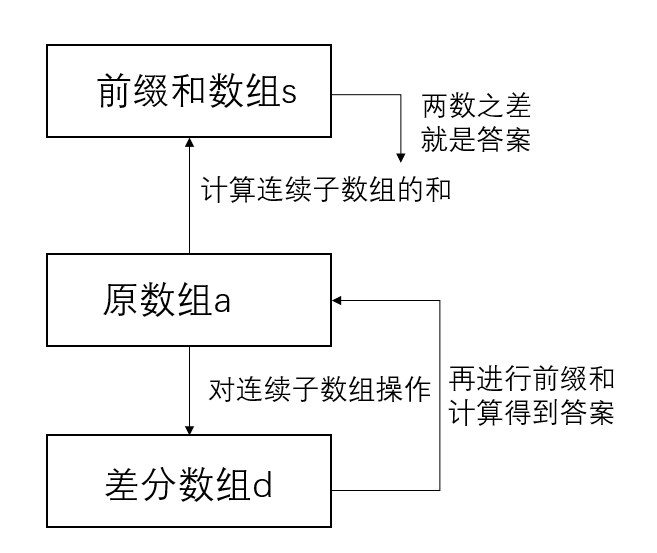 前缀和数组s
两数之差
就是答案
计算连续子数组的和
原数组a
对连续子数组操作
再进行前缀和
计算得到答案
差分数组d